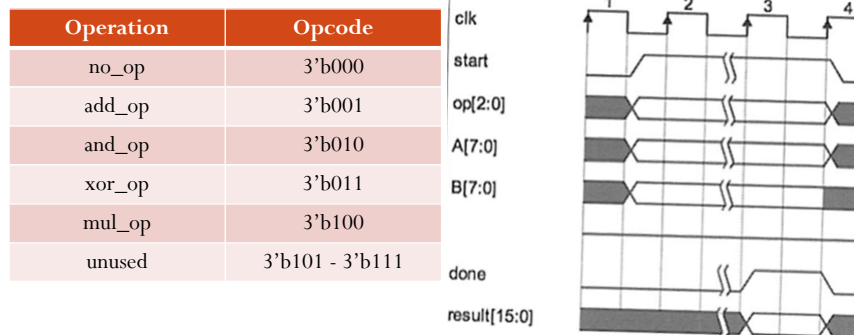 Operation Opcode
no_op 3'b000
add_op 3'b001
and_op 3'b010
xor_op 3'b011
mul_op 3'b100
unused 3'b101 - 3'b111
1 2 3 4
clk
start
op[2:0]
A[7:0]
B[7:0]
done
result[15:0]